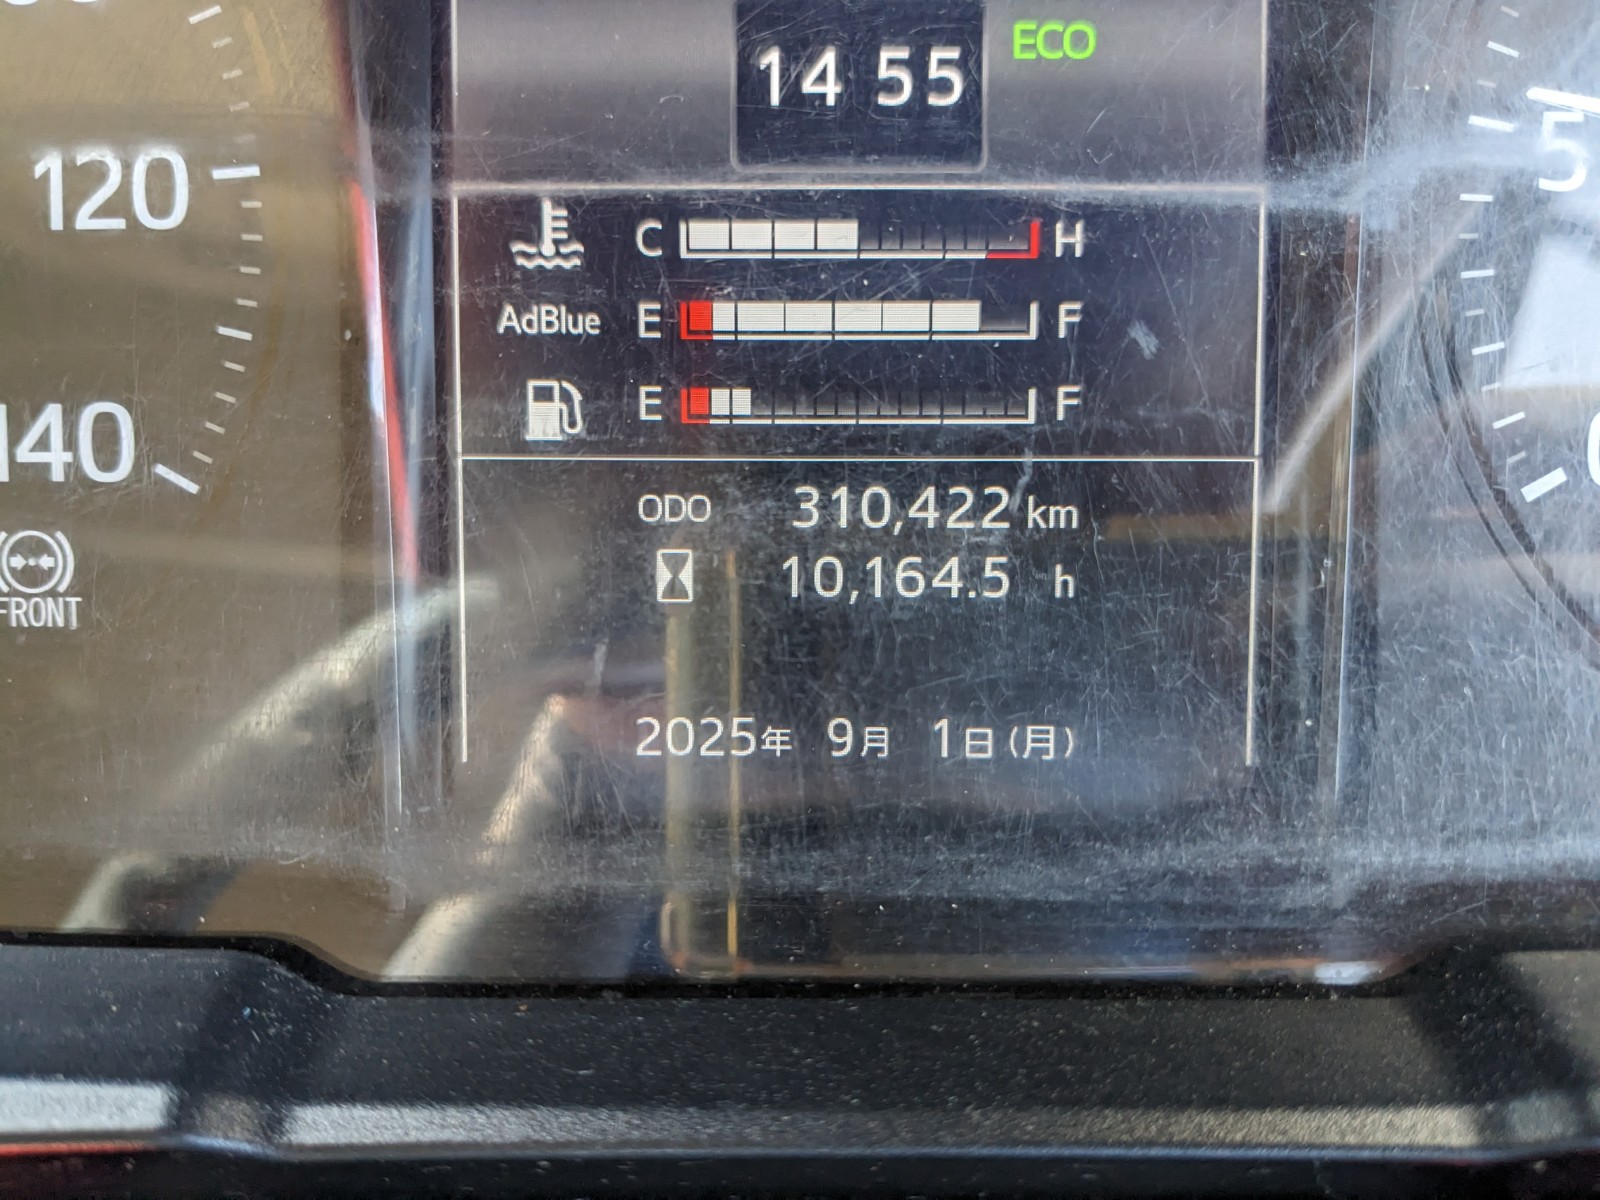 14 55
ECO
120
140
5
C H
AdBlue E F
E F
ODO 310,422 km
10,164.5 h
FRONT
2025年 9月 1日(月)